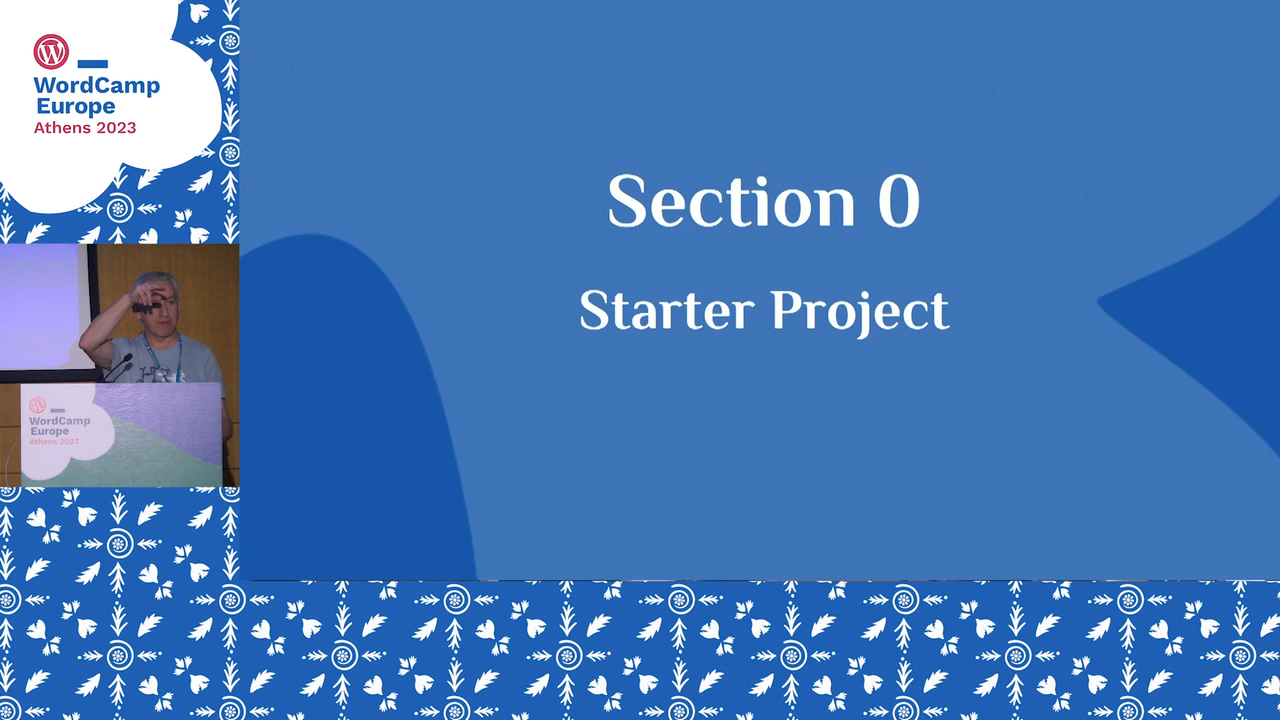 WordCamp
Europe
Athens 2023
Section 0
Starter Project
WordCamp
Europe
Athens 2023